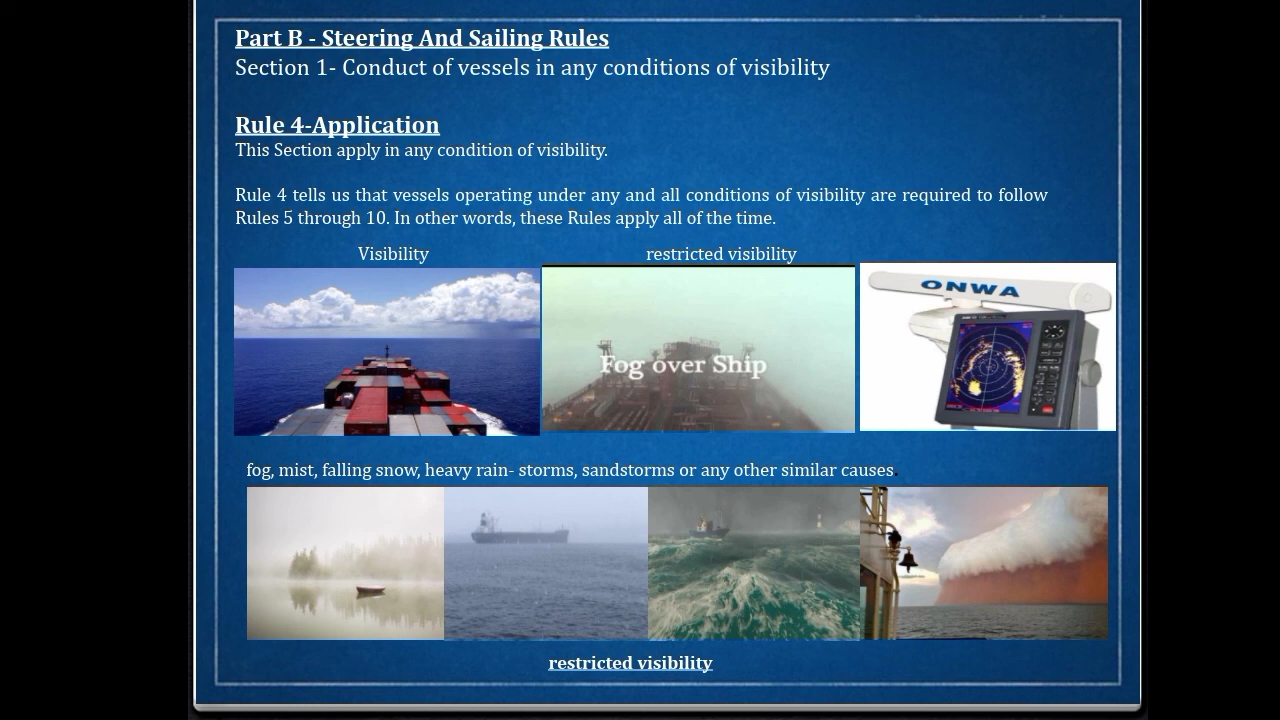 Part B - Steering And Sailing Rules
Section 1- Conduct of vessels in any conditions of visibility
Rule 4-Application
This Section apply in any condition of visibility.
Rule 4 tells us that vessels operating under any and all conditions of visibility are required to follow
Rules 5 through 10. In other words, these Rules apply all of the time.
Visibility
restricted visibility
ONWA
Fog over Ship
fog, mist, falling snow, heavy rain- storms, sandstorms or any other similar causes.
restricted visibility